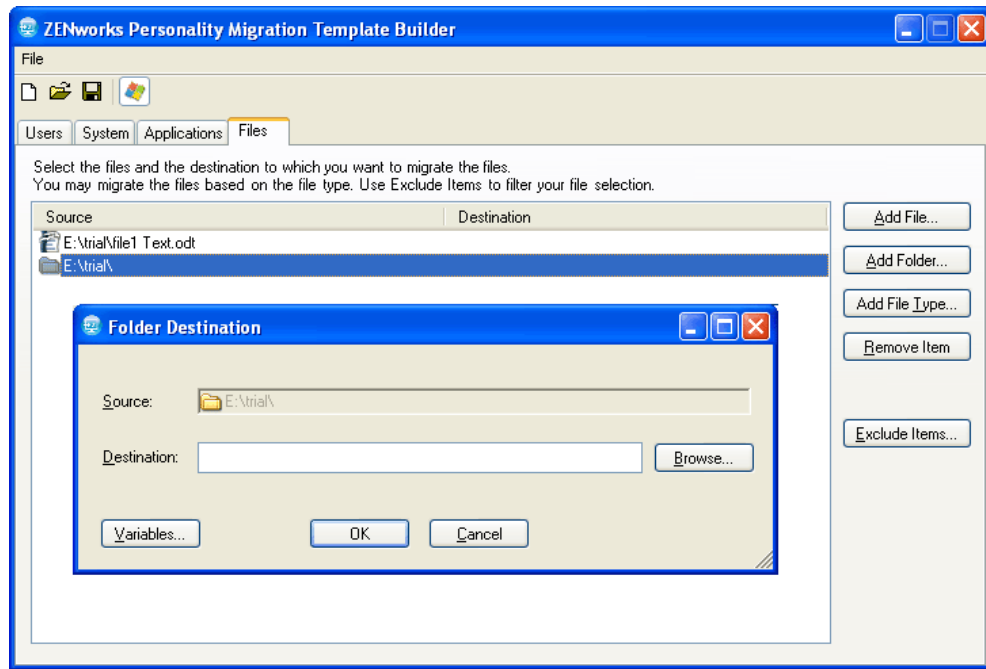 ZENworks Personality Migration Template Builder
File
Users System Applications Files
Select the files and the destination to which you want to migrate the files.
You may migrate the files based on the file type. Use Exclude Items to filter your file selection.
Source Destination
E:\trial\file1 Text.odt
E:\trial\
Add File...
Add Folder...
Add File Type...
Remove Item
Exclude Items...
Folder Destination
Source: E:\trial\
Destination: Browse...
Variables... OK Cancel